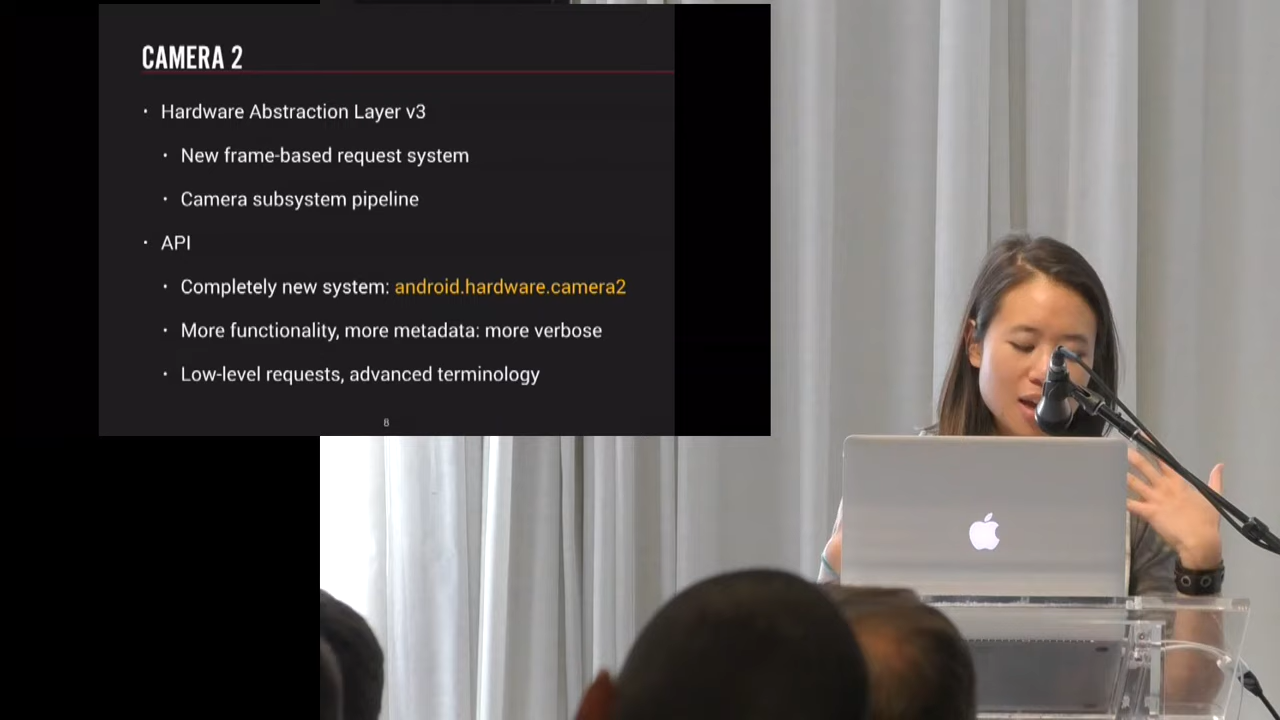 CAMERA 2
· Hardware Abstraction Layer v3
· New frame-based request system
· Camera subsystem pipeline
· API
· Completely new system: android.hardware.camera2
· More functionality, more metadata: more verbose
· Low-level requests, advanced terminology
8